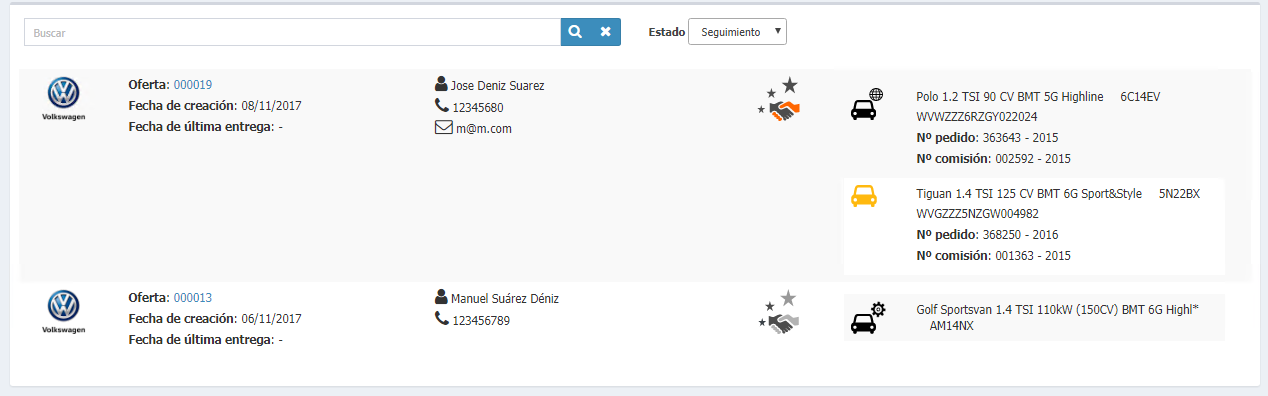 Buscar
Estado Seguimiento
Volkswagen
Oferta: 000019
Fecha de creación: 08/11/2017
Fecha de última entrega: -
Jose Deniz Suarez
12345680
m@m.com
Polo 1.2 TSI 90 CV BMT 5G Highline 6C14EV
WVWZZZ6RZGY022024
Nº pedido: 363643 - 2015
Nº comisión: 002592 - 2015
Tiguan 1.4 TSI 125 CV BMT 6G Sport&Style 5N22BX
WVGZZZ5NZGW004982
Nº pedido: 368250 - 2016
Nº comisión: 001363 - 2015
Volkswagen
Oferta: 000013
Fecha de creación: 06/11/2017
Fecha de última entrega: -
Manuel Suárez Déniz
123456789
Golf Sportsvan 1.4 TSI 110kW (150CV) BMT 6G Highl*
AM14NX